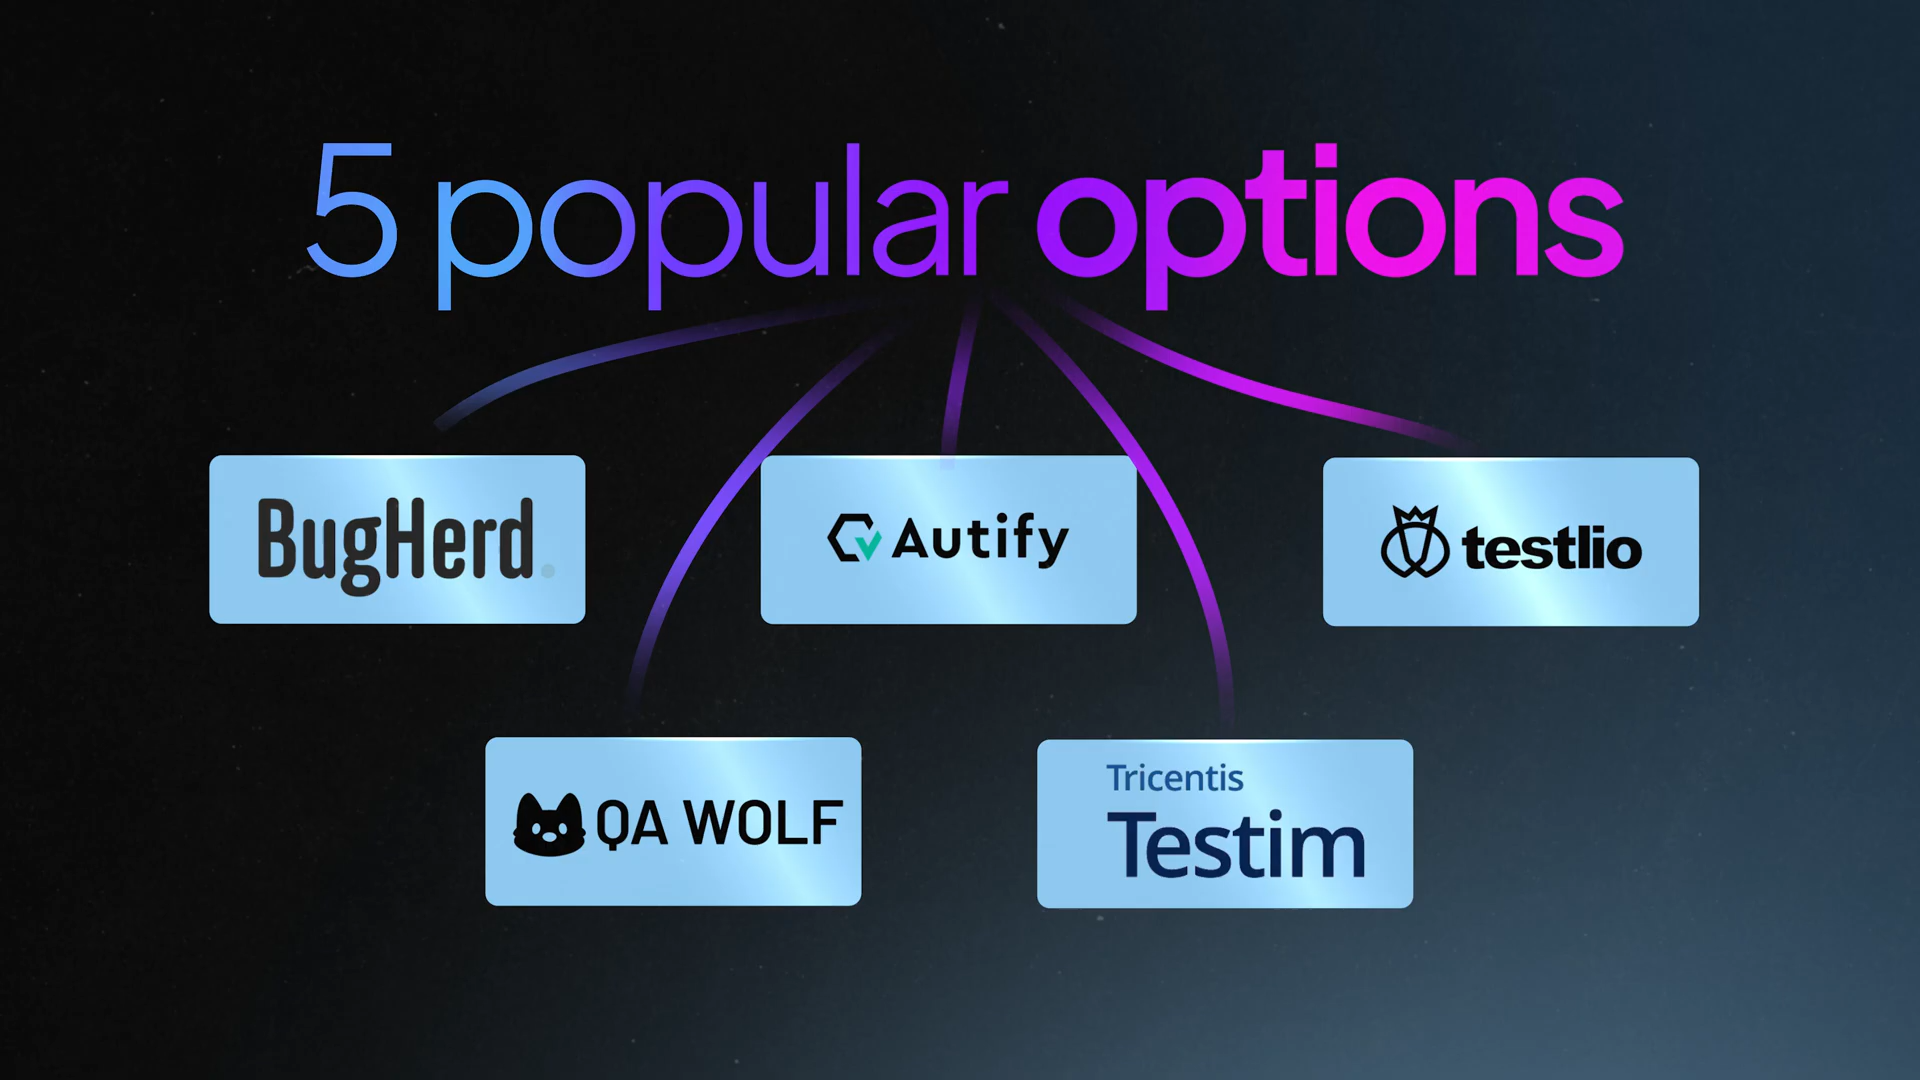 5 popular options
BugHerd.
Autify
testlio
QA WOLF
Tricentis
Testim